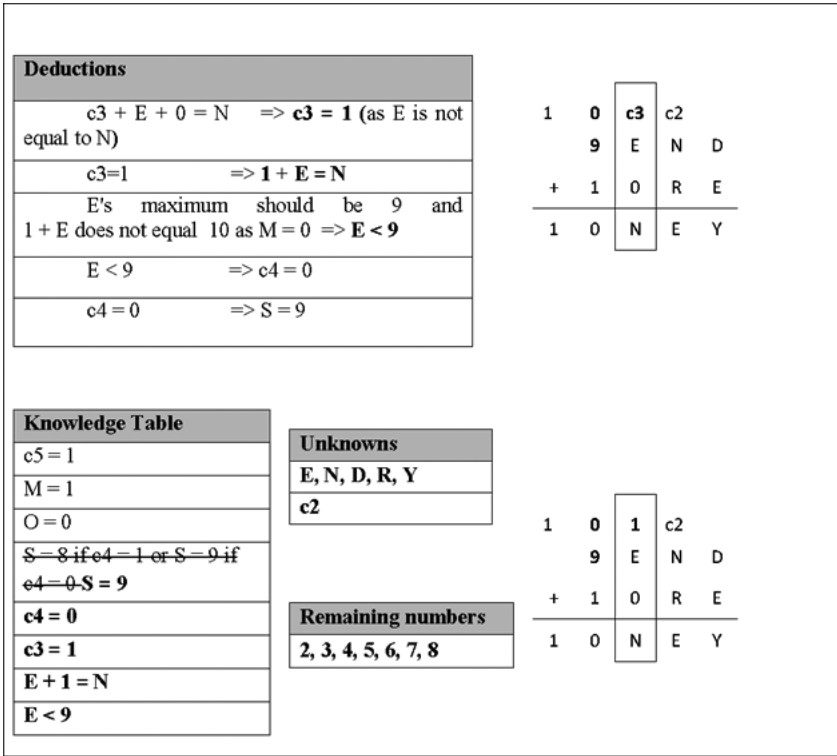 Deductions
c3 + E + 0 = N => c3 = 1 (as E is not
equal to N)
c3=1 => 1 + E = N
E's maximum should be 9 and
1 + E does not equal 10 as M = 0 => E < 9
E < 9 => c4 = 0
c4 = 0 => S = 9
1 0 c3 c2
9 E N D
+ 1 0 R E
1 0 N E Y
Knowledge Table
c5 = 1
M = 1
O = 0
S = 8 if c4 = 1 or S = 9 if
c4 = 0 S = 9
c4 = 0
c3 = 1
E + 1 = N
E < 9
Unknowns
E, N, D, R, Y
c2
Remaining numbers
2, 3, 4, 5, 6, 7, 8
1 0 1 c2
9 E N D
+ 1 0 R E
1 0 N E Y